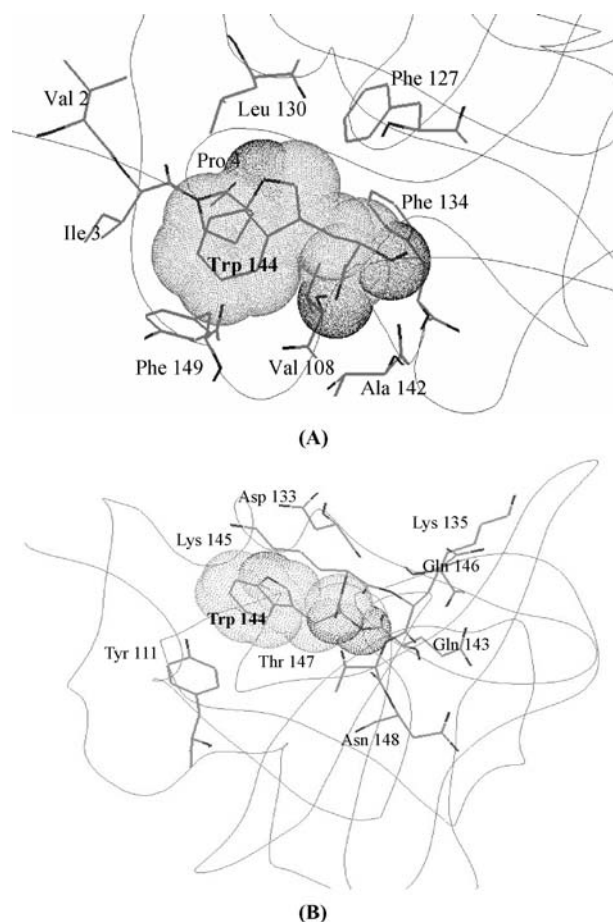 Val 2
Leu 130
Phe 127
Pro 4
Phe 134
Ile 3
Trp 144
Phe 149
Val 108
Ala 142
(A)
Asp 133
Lys 135
Lys 145
Gln 146
Trp 144
Tyr 111
Thr 147
Gln 143
Asn 148
(B)